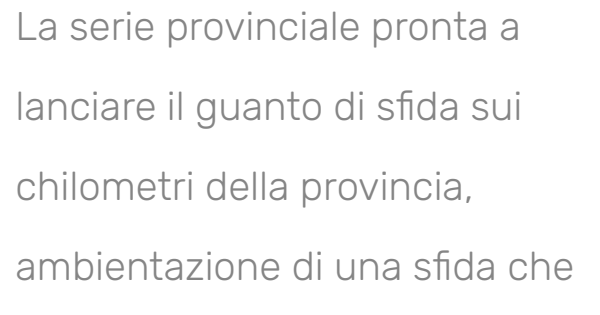 La serie provinciale pronta a
lanciare il guanto di sfida sui
chilometri della provincia,
ambientazione di una sfida che